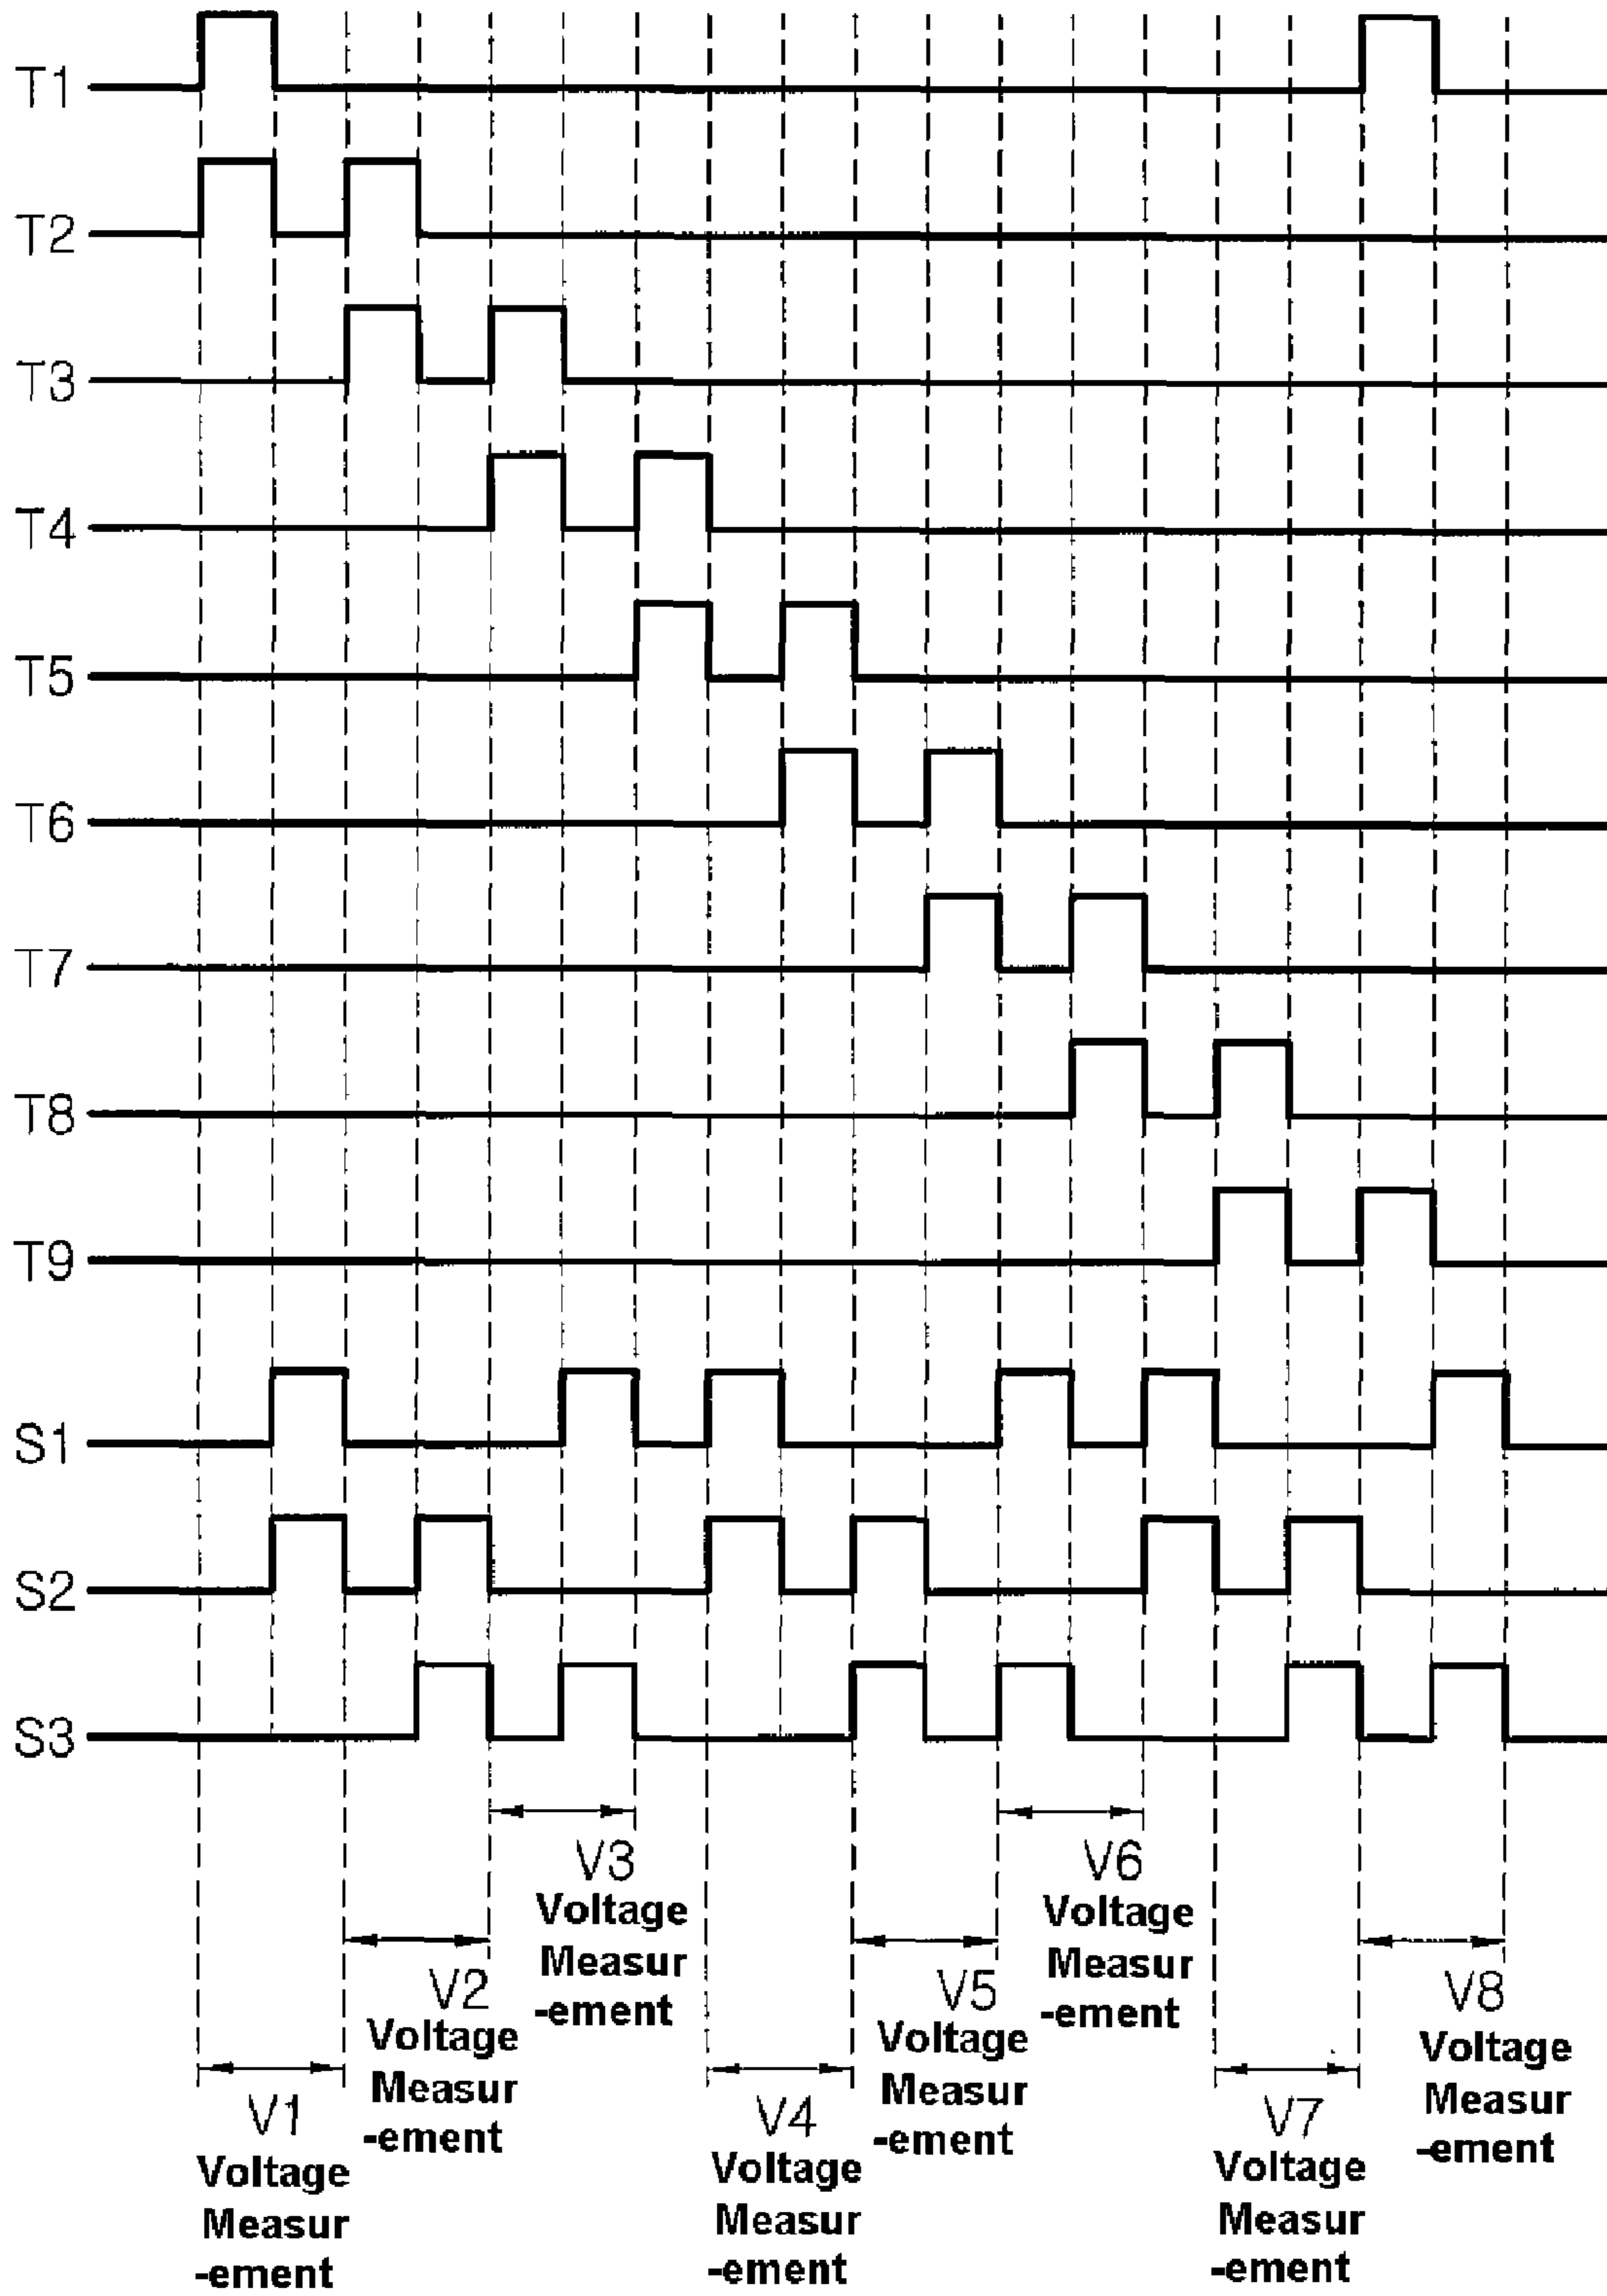 T1
T2
T3
T4
T5
T6
T7
T8
T9
S1
S2
S3
V1
Voltage
Measur
-ement
V2
Voltage
Measur
-ement
V3
Voltage
Measur
-ement
V4
Voltage
Measur
-ement
V5
Voltage
Measur
-ement
V6
Voltage
Measur
-ement
V7
Voltage
Measur
-ement
V8
Voltage
Measur
-ement